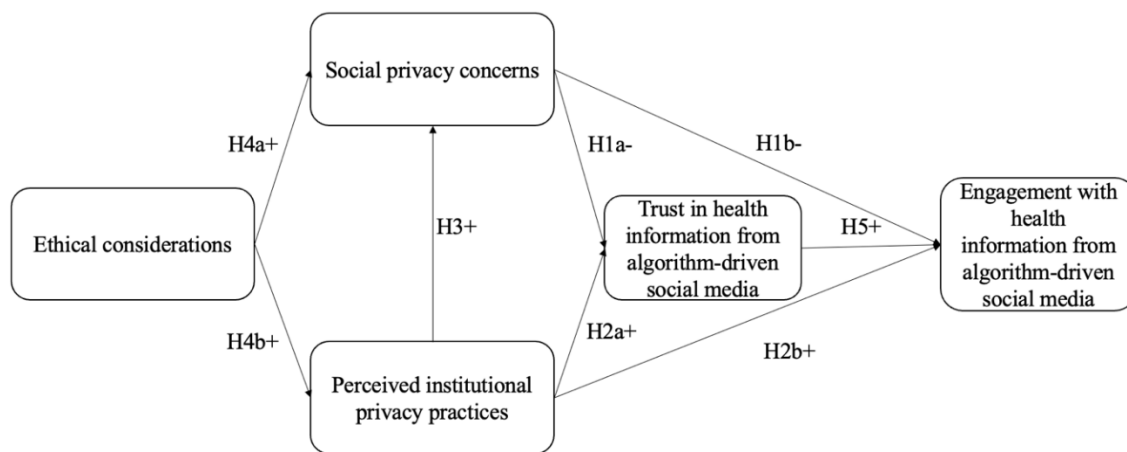 Social privacy concerns
H4a+
H1a-
H1b-
Ethical considerations
H3+
Trust in health
information from
algorithm-driven
social media
H5+
Engagement with
health
information from
algorithm-driven
social media
H4b+
H2a+
H2b+
Perceived institutional
privacy practices